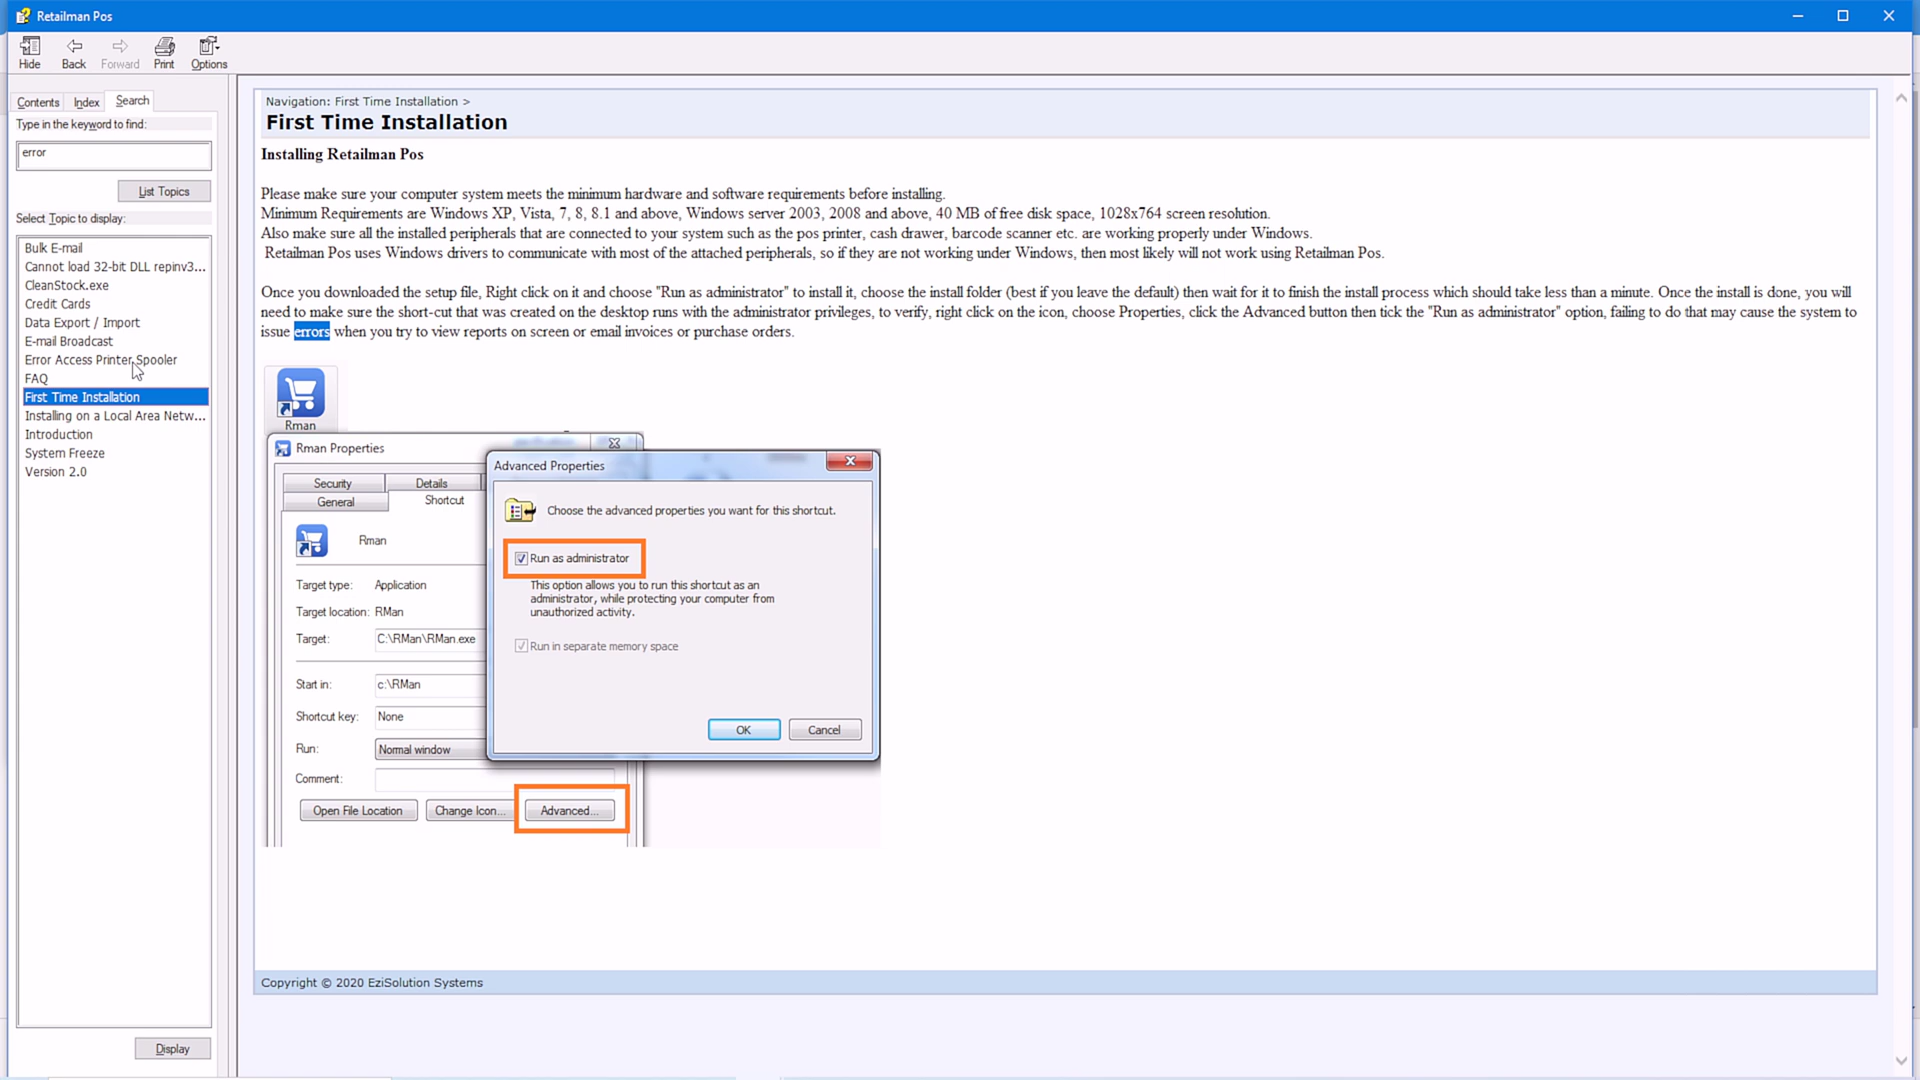 Retailman Pos
Hide
Back
Forward
Print
Options
Contents
Index
Search
Type in the keyword to find:
error
List Topics
Select Topic to display:
Bulk E-mail
Cannot load 32-bit DLL repinv3...
CleanStock.exe
Credit Cards
Data Export / Import
E-mail Broadcast
Error Access Printer Spooler
FAQ
First Time Installation
Installing on a Local Area Netw...
Introduction
System Freeze
Version 2.0
Display
Navigation: First Time Installation >
First Time Installation
Installing Retailman Pos
Please make sure your computer system meets the minimum hardware and software requirements before installing.
Minimum Requirements are Windows XP, Vista, 7, 8, 8.1 and above, Windows server 2003, 2008 and above, 40 MB of free disk space, 1028x764 screen resolution.
Also make sure all the installed peripherals that are connected to your system such as the pos printer, cash drawer, barcode scanner etc. are working properly under Windows.
Retailman Pos uses Windows drivers to communicate with most of the attached peripherals, so if they are not working under Windows, then most likely will not work using Retailman Pos.
Once you downloaded the setup file, Right click on it and choose "Run as administrator" to install it, choose the install folder (best if you leave the default) then wait for it to finish the install process which should take less than a minute. Once the install is done, you will
need to make sure the short-cut that was created on the desktop runs with the administrator privileges, to verify, right click on the icon, choose Properties, click the Advanced button then tick the "Run as administrator" option, failing to do that may cause the system to
issue errors when you try to view reports on screen or email invoices or purchase orders.
Rman
Rman Properties
Security
Details
General
Shortcut
Rman
Target type: Application
Target location: RMan
Target: C:\RMan\RMan.exe
Start in: c:\RMan
Shortcut key: None
Run: Normal window
Comment:
Open File Location
Change Icon...
Advanced...
Advanced Properties
Choose the advanced properties you want for this shortcut.
Run as administrator
This option allows you to run this shortcut as an
administrator, while protecting your computer from
unauthorized activity.
Run in separate memory space
OK
Cancel
Copyright © 2020 EziSolution Systems